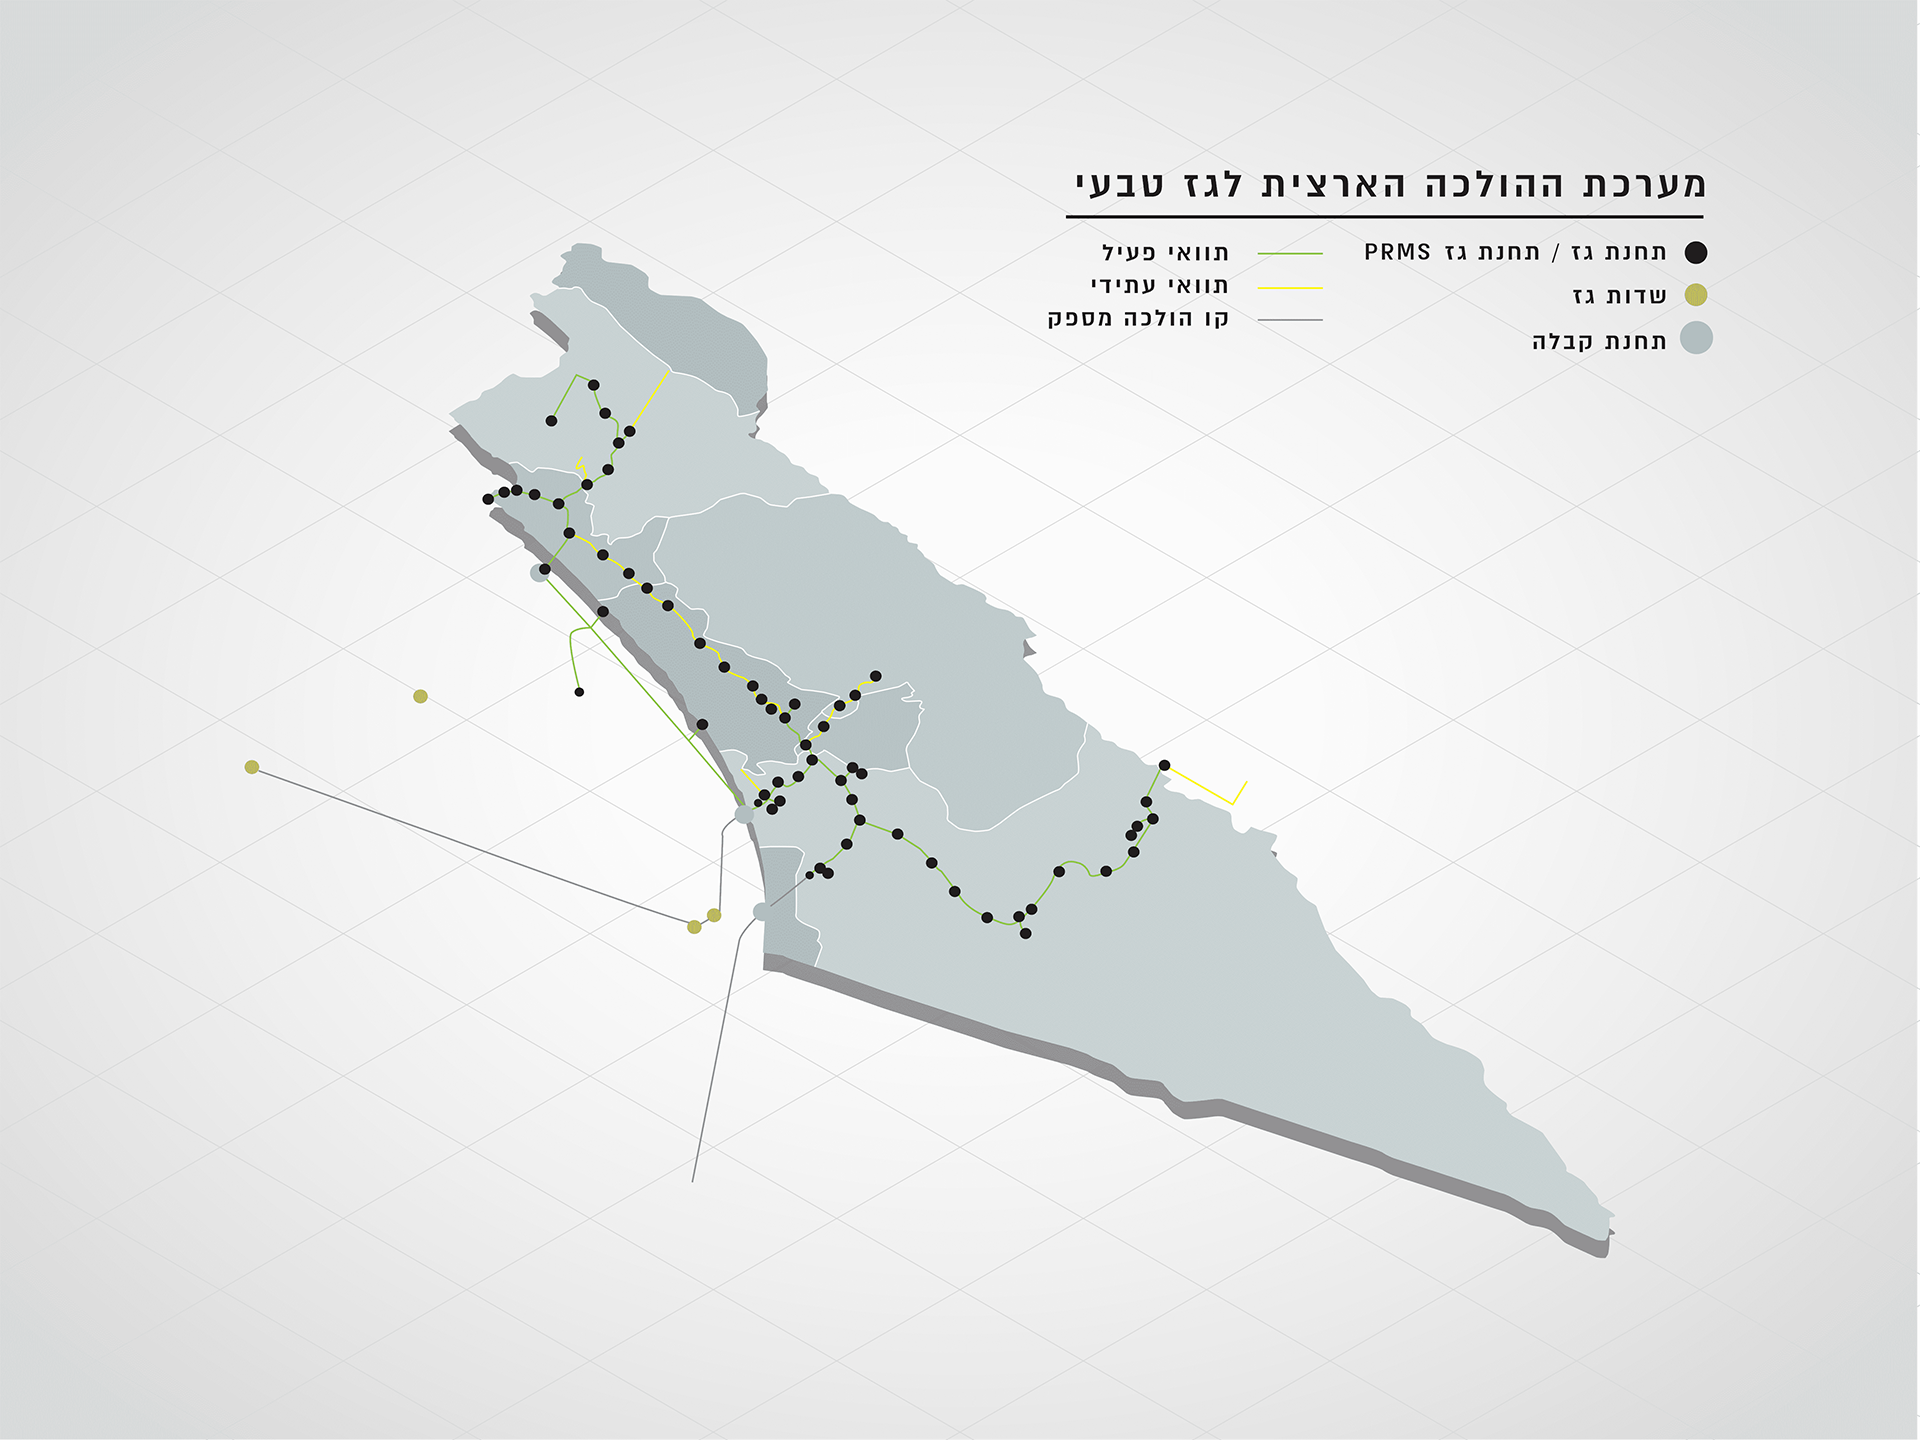 מערכת ההולכה הארצית לגז טבעי
תחנת גז / תחנת גז PRMS
שדות גז
תחנת קבלה
תוואי פעיל
תוואי עתידי
קו הולכה מספק